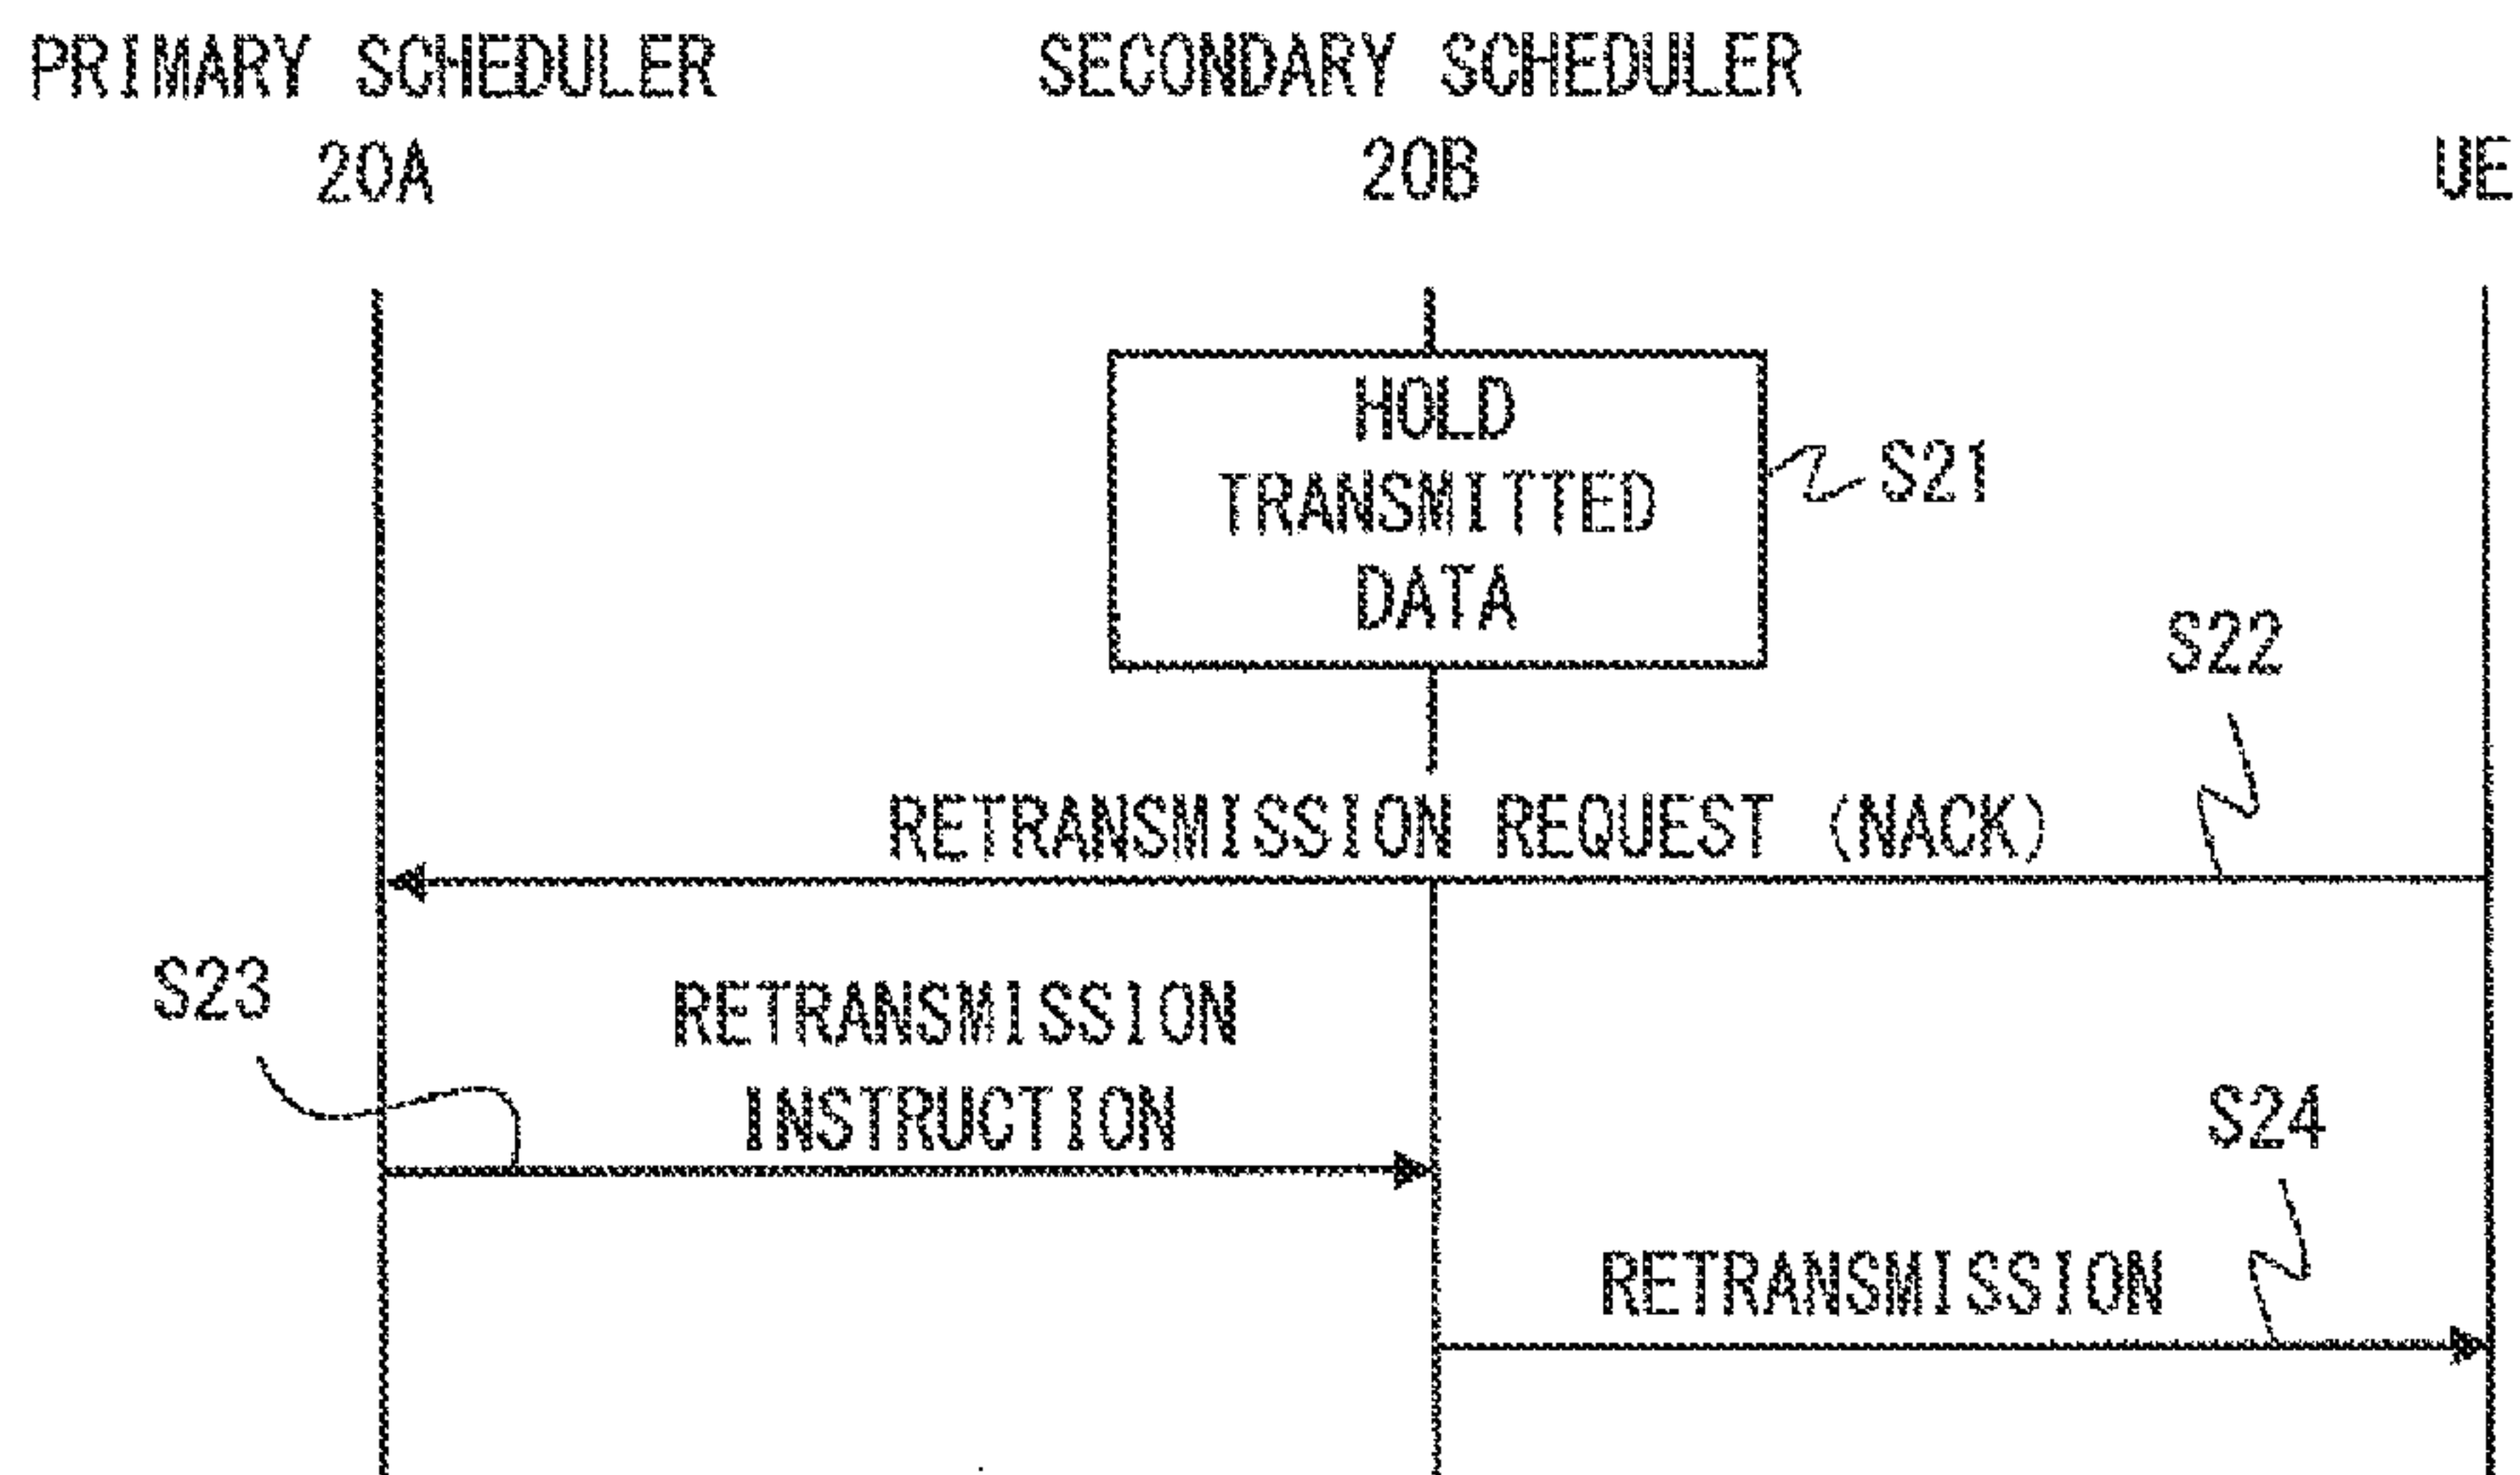 PRIMARY SCHEDULER
20A
SECONDARY SCHEDULER
20B
UE
HOLD
TRANSMITTED
DATA
S21
S22
RETRANSMISSION REQUEST (NACK)
S23
RETRANSMISSION
INSTRUCTION
S24
RETRANSMISSION